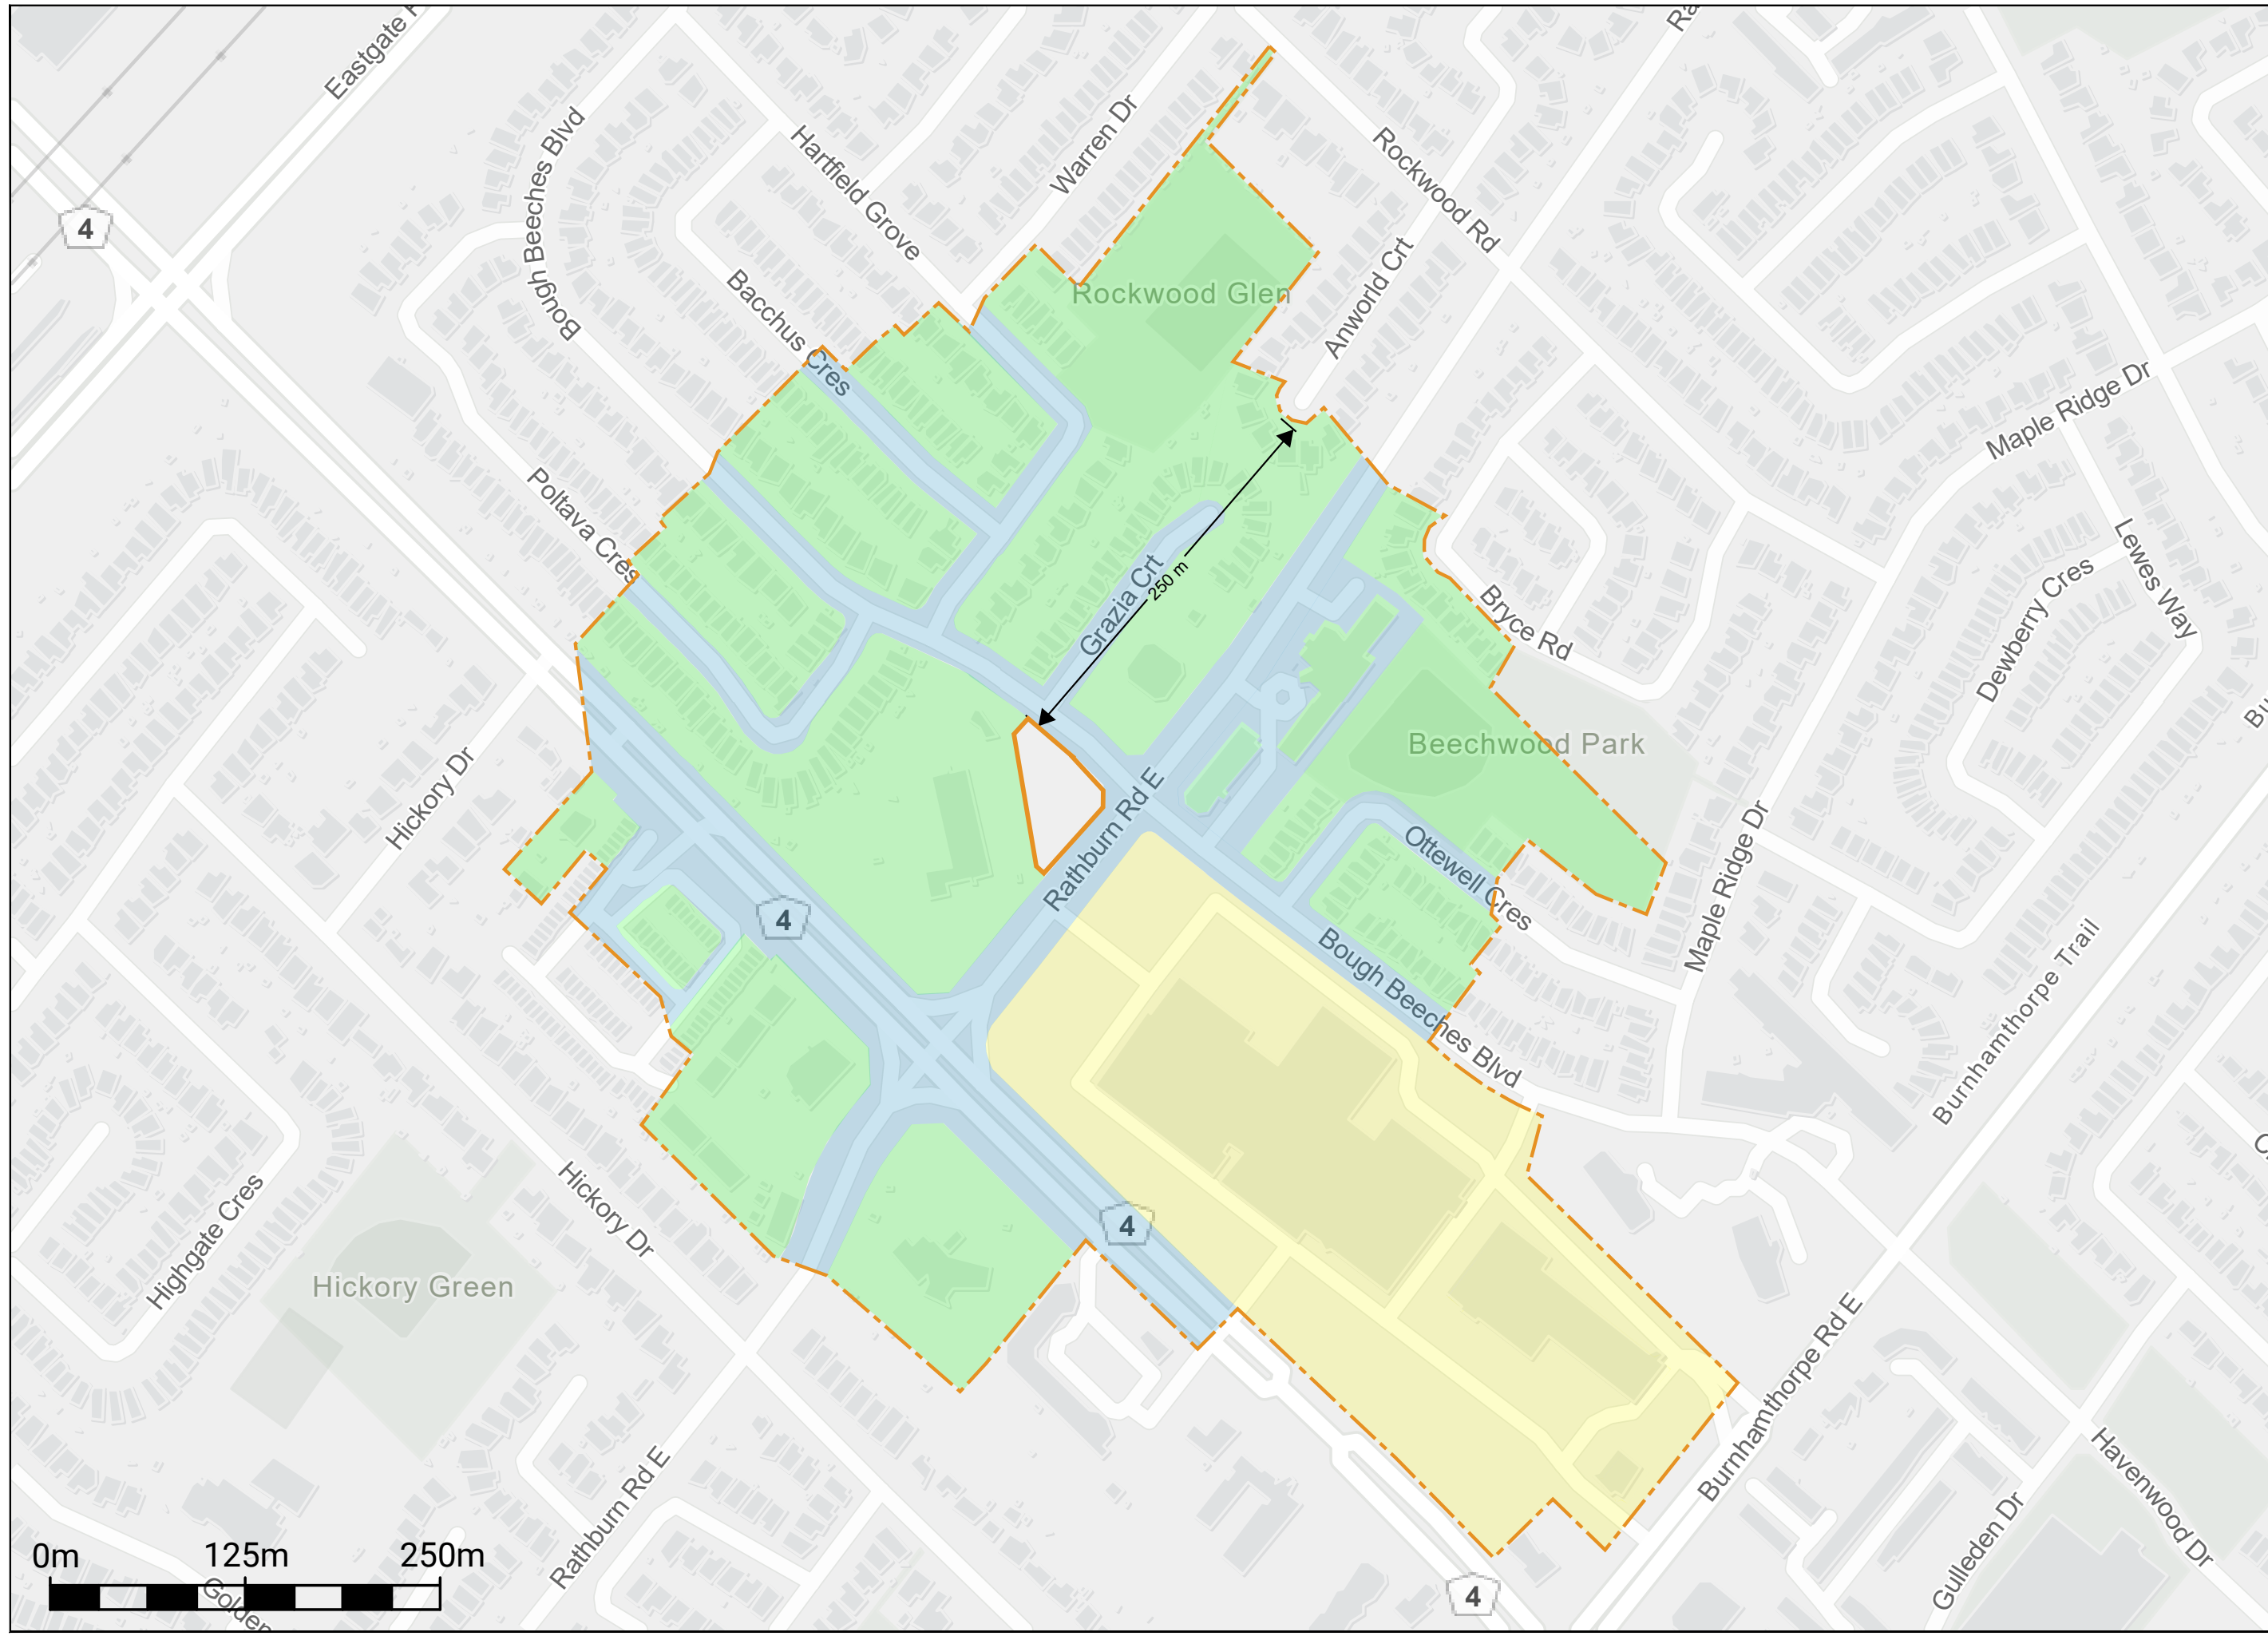 Eastgate
4
Bough Beeches Blvd
Hartfield Grove
Warren Dr
Rockwood Rd
Anworld Crt
Rockwood Glen
Bacchus Cres
Poltava Cres
Maple Ridge Dr
Lewes Way
Dewberry Cres
Bryce Rd
Grazia Crt
250 m
Beechwood Park
Hickory Dr
Rathburn Rd E
Ottewell Cres
Maple Ridge Dr
4
Bough Beeches Blvd
Burnhamthorpe Trail
Highgate Cres
Hickory Dr
4
Hickory Green
Burnhamthorpe Rd E
Rathburn Rd E
Havenwood Dr
Gulleden Dr
4
0m 125m 250m
Golden